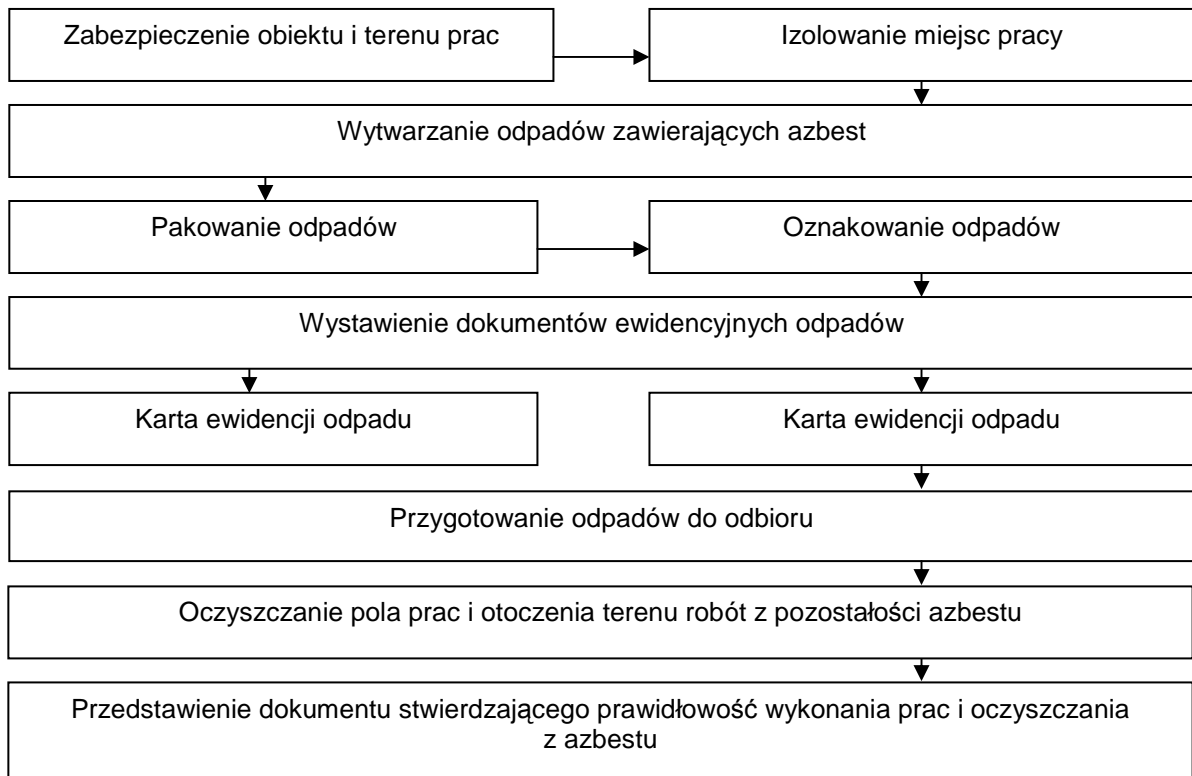 Zabezpieczenie obiektu i terenu prac
Izolowanie miejsc pracy
Wytwarzanie odpadów zawierających azbest
Pakowanie odpadów
Oznakowanie odpadów
Wystawienie dokumentów ewidencyjnych odpadów
Karta ewidencji odpadu
Karta ewidencji odpadu
Przygotowanie odpadów do odbioru
Oczyszczanie pola prac i otoczenia terenu robót z pozostałości azbestu
Przedstawienie dokumentu stwierdzającego prawidłowość wykonania prac i oczyszczania
z azbestu